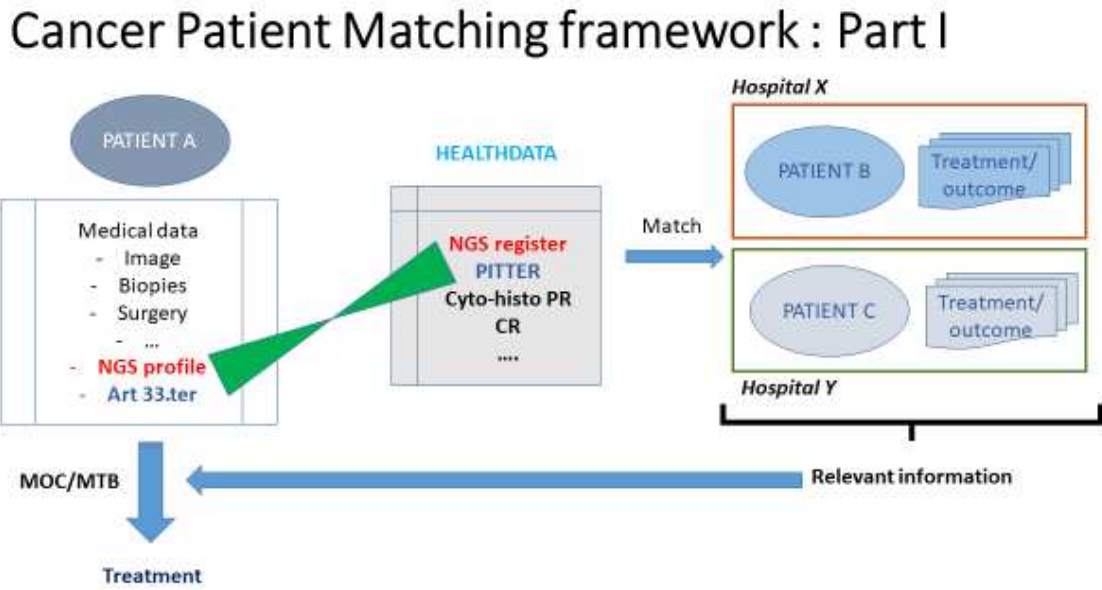 Cancer Patient Matching framework : Part I
PATIENT A
Medical data
- Image
- Biopies
- Surgery
- ...
- NGS profile
- Art 33.ter
HEALTHDATA
NGS register
PITTER
Cyto-histo PR
CR
....
Match
Hospital X
PATIENT B
Treatment/
outcome
PATIENT C
Treatment/
outcome
Hospital Y
MOC/MTB
Relevant information
Treatment